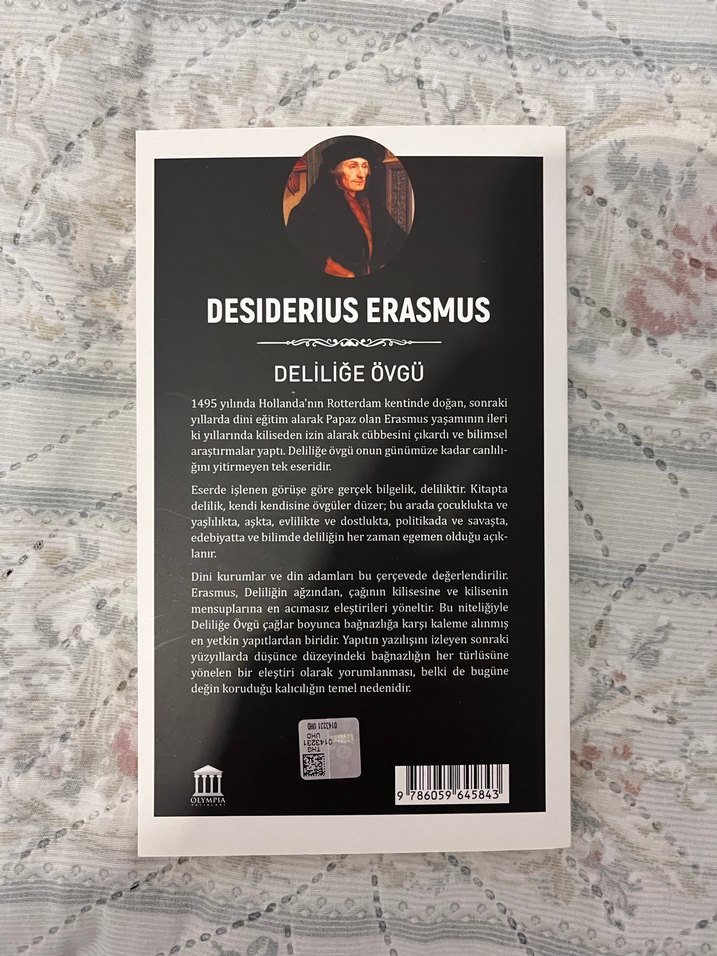 DESIDERIUS ERASMUS
DELİLİĞE ÖVGÜ
1495 yılında Hollanda'nın Rotterdam kentinde doğan, sonraki
yıllarda dini eğitim alarak Papaz olan Erasmus yaşamının ileri
ki yıllarında kiliseden izin alarak cübbesini çıkardı ve bilimsel
araştırmalar yaptı. Deliliğe övgü onun günümüze kadar canlılı-
ğını yitirmeyen tek eseridir.
Eserde işlenen görüşe göre gerçek bilgelik, deliliktir. Kitapta
delilik, kendi kendisine övgüler düzer; bu arada çocuklukta ve
yaşlılıkta, aşkta, evlilikte ve dostlukta, politikada ve savaşta,
edebiyatta ve bilimde deliliğin her zaman egemen olduğu açık-
lanır.
Dini kurumlar ve din adamları bu çerçevede değerlendirilir.
Erasmus, Deliliğin ağzından, çağının kilisesine ve kilisenin
mensuplarına en acımasız eleştirileri yöneltir. Bu niteliğiyle
Deliliğe Övgü çağlar boyunca bağnazlığa karşı kaleme alınmış
en yetkin yapıtlardan biridir. Yapıtın yazılışını izleyen sonraki
yüzyıllarda düşünce düzeyindeki bağnazlığın her türlüsüne
yönelen bir eleştiri olarak yorumlanması, belki de bugüne
değin koruduğu kalıcılığın temel nedenidir.
0143231 UHD
THG
UHD
0143231
OLYMPIA
YAYINLARI
9 786059 645843